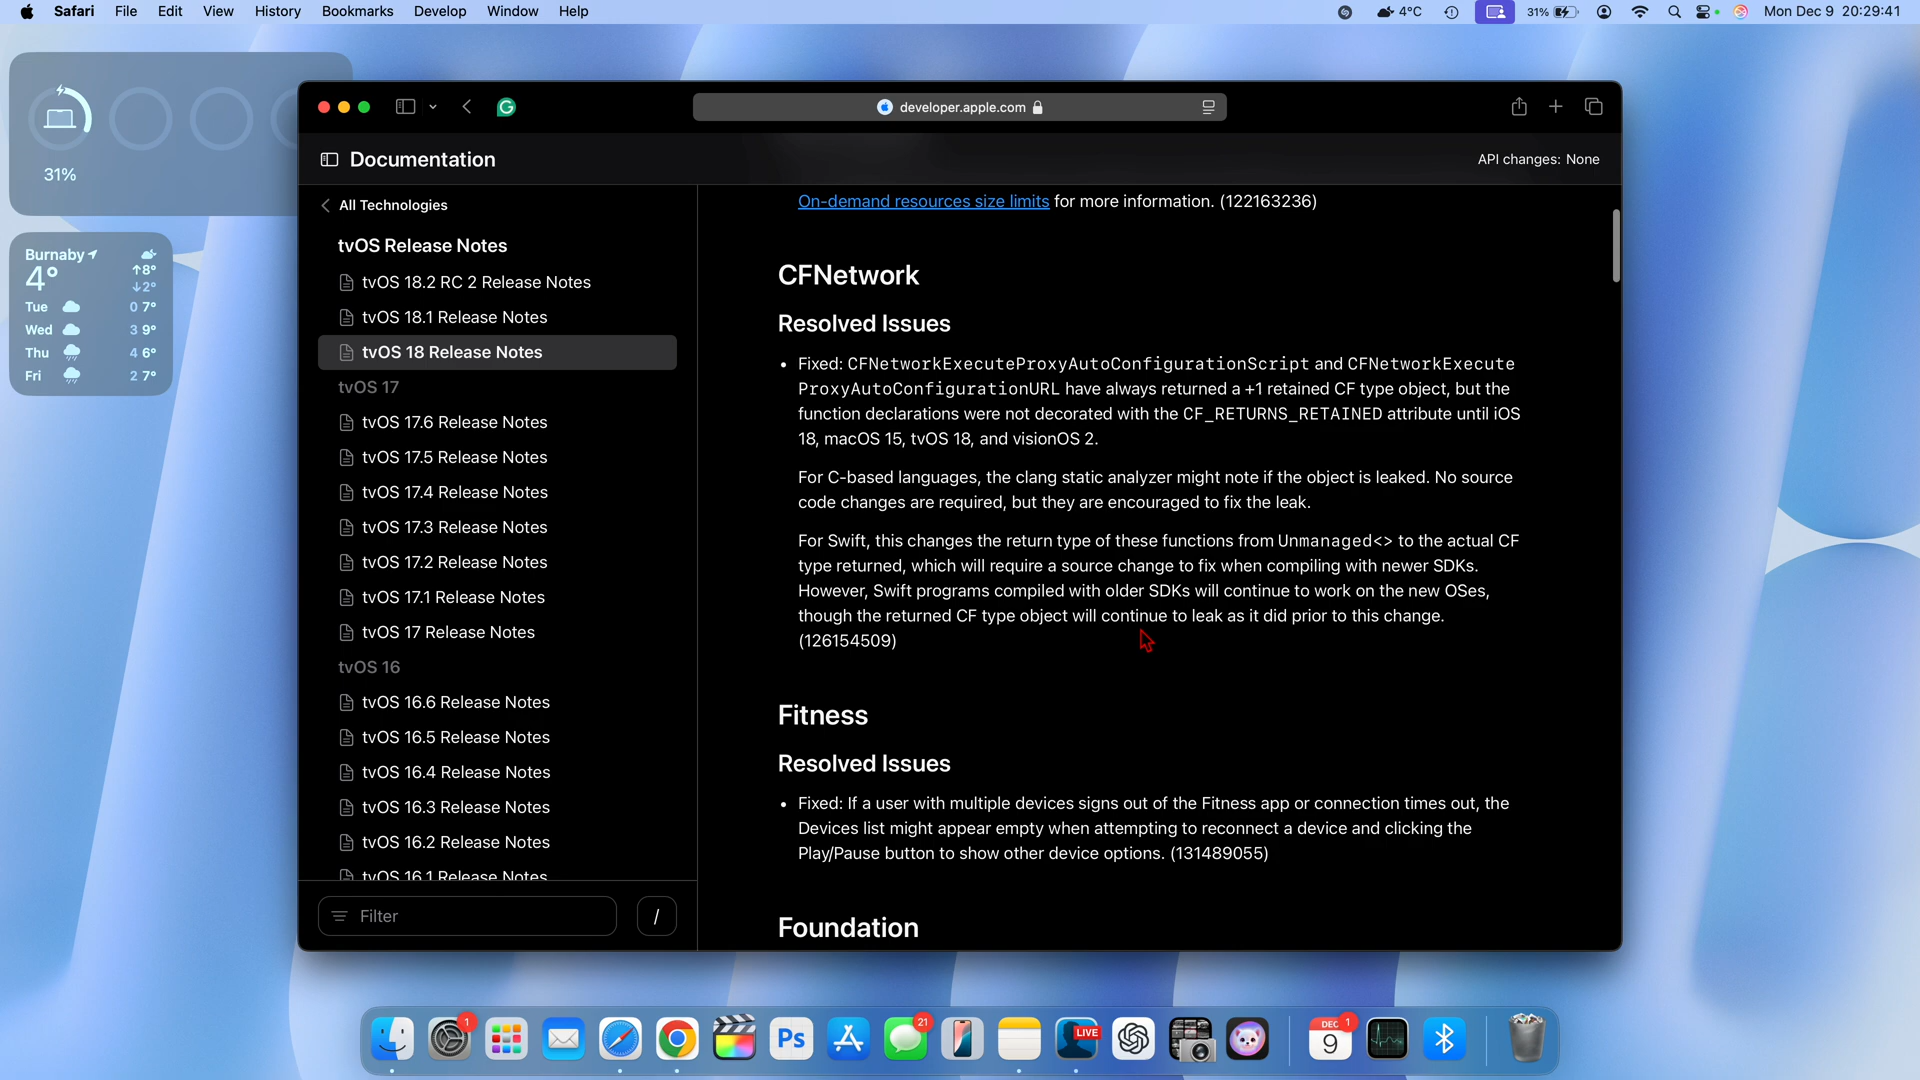 Safari File Edit View History Bookmarks Develop Window Help
4°C 31% Mon Dec 9 20:29:41
31%
Burnaby
4° ↑8°
↓2°
Tue 0 7°
Wed 3 9°
Thu 4 6°
Fri 2 7°
developer.apple.com
Documentation
API changes: None
All Technologies
tvOS Release Notes
tvOS 18.2 RC 2 Release Notes
tvOS 18.1 Release Notes
tvOS 18 Release Notes
tvOS 17
tvOS 17.6 Release Notes
tvOS 17.5 Release Notes
tvOS 17.4 Release Notes
tvOS 17.3 Release Notes
tvOS 17.2 Release Notes
tvOS 17.1 Release Notes
tvOS 17 Release Notes
tvOS 16
tvOS 16.6 Release Notes
tvOS 16.5 Release Notes
tvOS 16.4 Release Notes
tvOS 16.3 Release Notes
tvOS 16.2 Release Notes
tvOS 16.1 Release Notes
Filter
/
On-demand resources size limits for more information. (122163236)
CFNetwork
Resolved Issues
• Fixed: CFNetworkExecuteProxyAutoConfigurationScript and CFNetworkExecute
ProxyAutoConfigurationURL have always returned a +1 retained CF type object, but the
function declarations were not decorated with the CF_RETURNS_RETAINED attribute until iOS
18, macOS 15, tvOS 18, and visionOS 2.
For C-based languages, the clang static analyzer might note if the object is leaked. No source
code changes are required, but they are encouraged to fix the leak.
For Swift, this changes the return type of these functions from Unmanaged<> to the actual CF
type returned, which will require a source change to fix when compiling with newer SDKs.
However, Swift programs compiled with older SDKs will continue to work on the new OSes,
though the returned CF type object will continue to leak as it did prior to this change.
(126154509)
Fitness
Resolved Issues
• Fixed: If a user with multiple devices signs out of the Fitness app or connection times out, the
Devices list might appear empty when attempting to reconnect a device and clicking the
Play/Pause button to show other device options. (131489055)
Foundation
1
Ps
21
LIVE
DEC
9
1